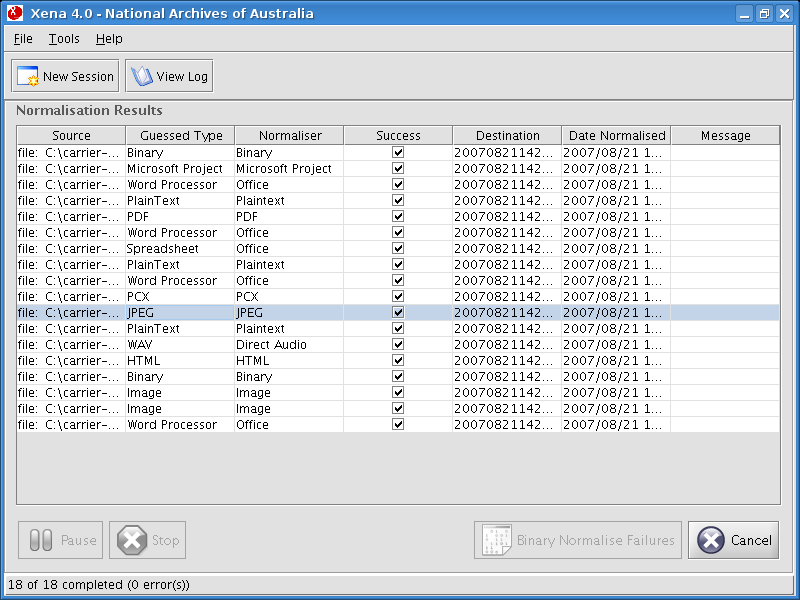 Xena 4.0 - National Archives of Australia
File Tools Help
New Session View Log
Normalisation Results
Source Guessed Type Normaliser Success Destination Date Normalised Message
file: C:\carrier-... Binary Binary 20070821142... 2007/08/21 1...
file: C:\carrier-... Microsoft Project Microsoft Project 20070821142... 2007/08/21 1...
file: C:\carrier-... Word Processor Office 20070821142... 2007/08/21 1...
file: C:\carrier-... PlainText Plaintext 20070821142... 2007/08/21 1...
file: C:\carrier-... PDF PDF 20070821142... 2007/08/21 1...
file: C:\carrier-... Word Processor Office 20070821142... 2007/08/21 1...
file: C:\carrier-... Spreadsheet Office 20070821142... 2007/08/21 1...
file: C:\carrier-... PlainText Plaintext 20070821142... 2007/08/21 1...
file: C:\carrier-... Word Processor Office 20070821142... 2007/08/21 1...
file: C:\carrier-... PCX PCX 20070821142... 2007/08/21 1...
file: C:\carrier-... JPEG JPEG 20070821142... 2007/08/21 1...
file: C:\carrier-... PlainText Plaintext 20070821142... 2007/08/21 1...
file: C:\carrier-... WAV Direct Audio 20070821142... 2007/08/21 1...
file: C:\carrier-... HTML HTML 20070821142... 2007/08/21 1...
file: C:\carrier-... Binary Binary 20070821142... 2007/08/21 1...
file: C:\carrier-... Image Image 20070821142... 2007/08/21 1...
file: C:\carrier-... Image Image 20070821142... 2007/08/21 1...
file: C:\carrier-... Word Processor Office 20070821142... 2007/08/21 1...
Pause Stop Binary Normalise Failures Cancel
18 of 18 completed (0 error(s))